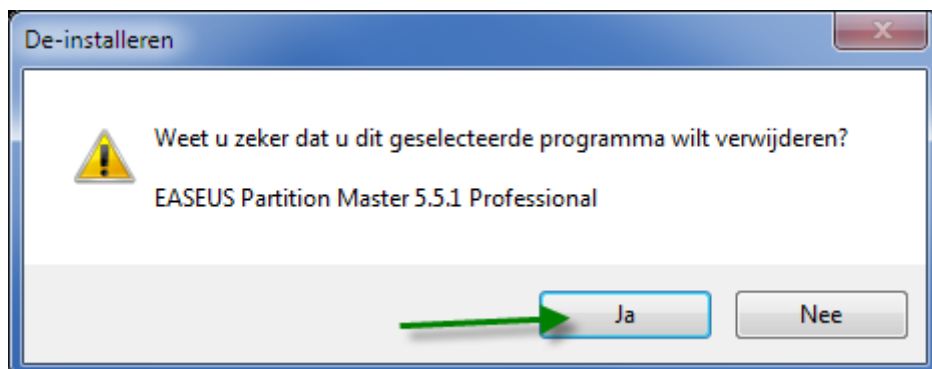 De-installeren
Weet u zeker dat u dit geselecteerde programma wilt verwijderen?
EASEUS Partition Master 5.5.1 Professional
Ja
Nee